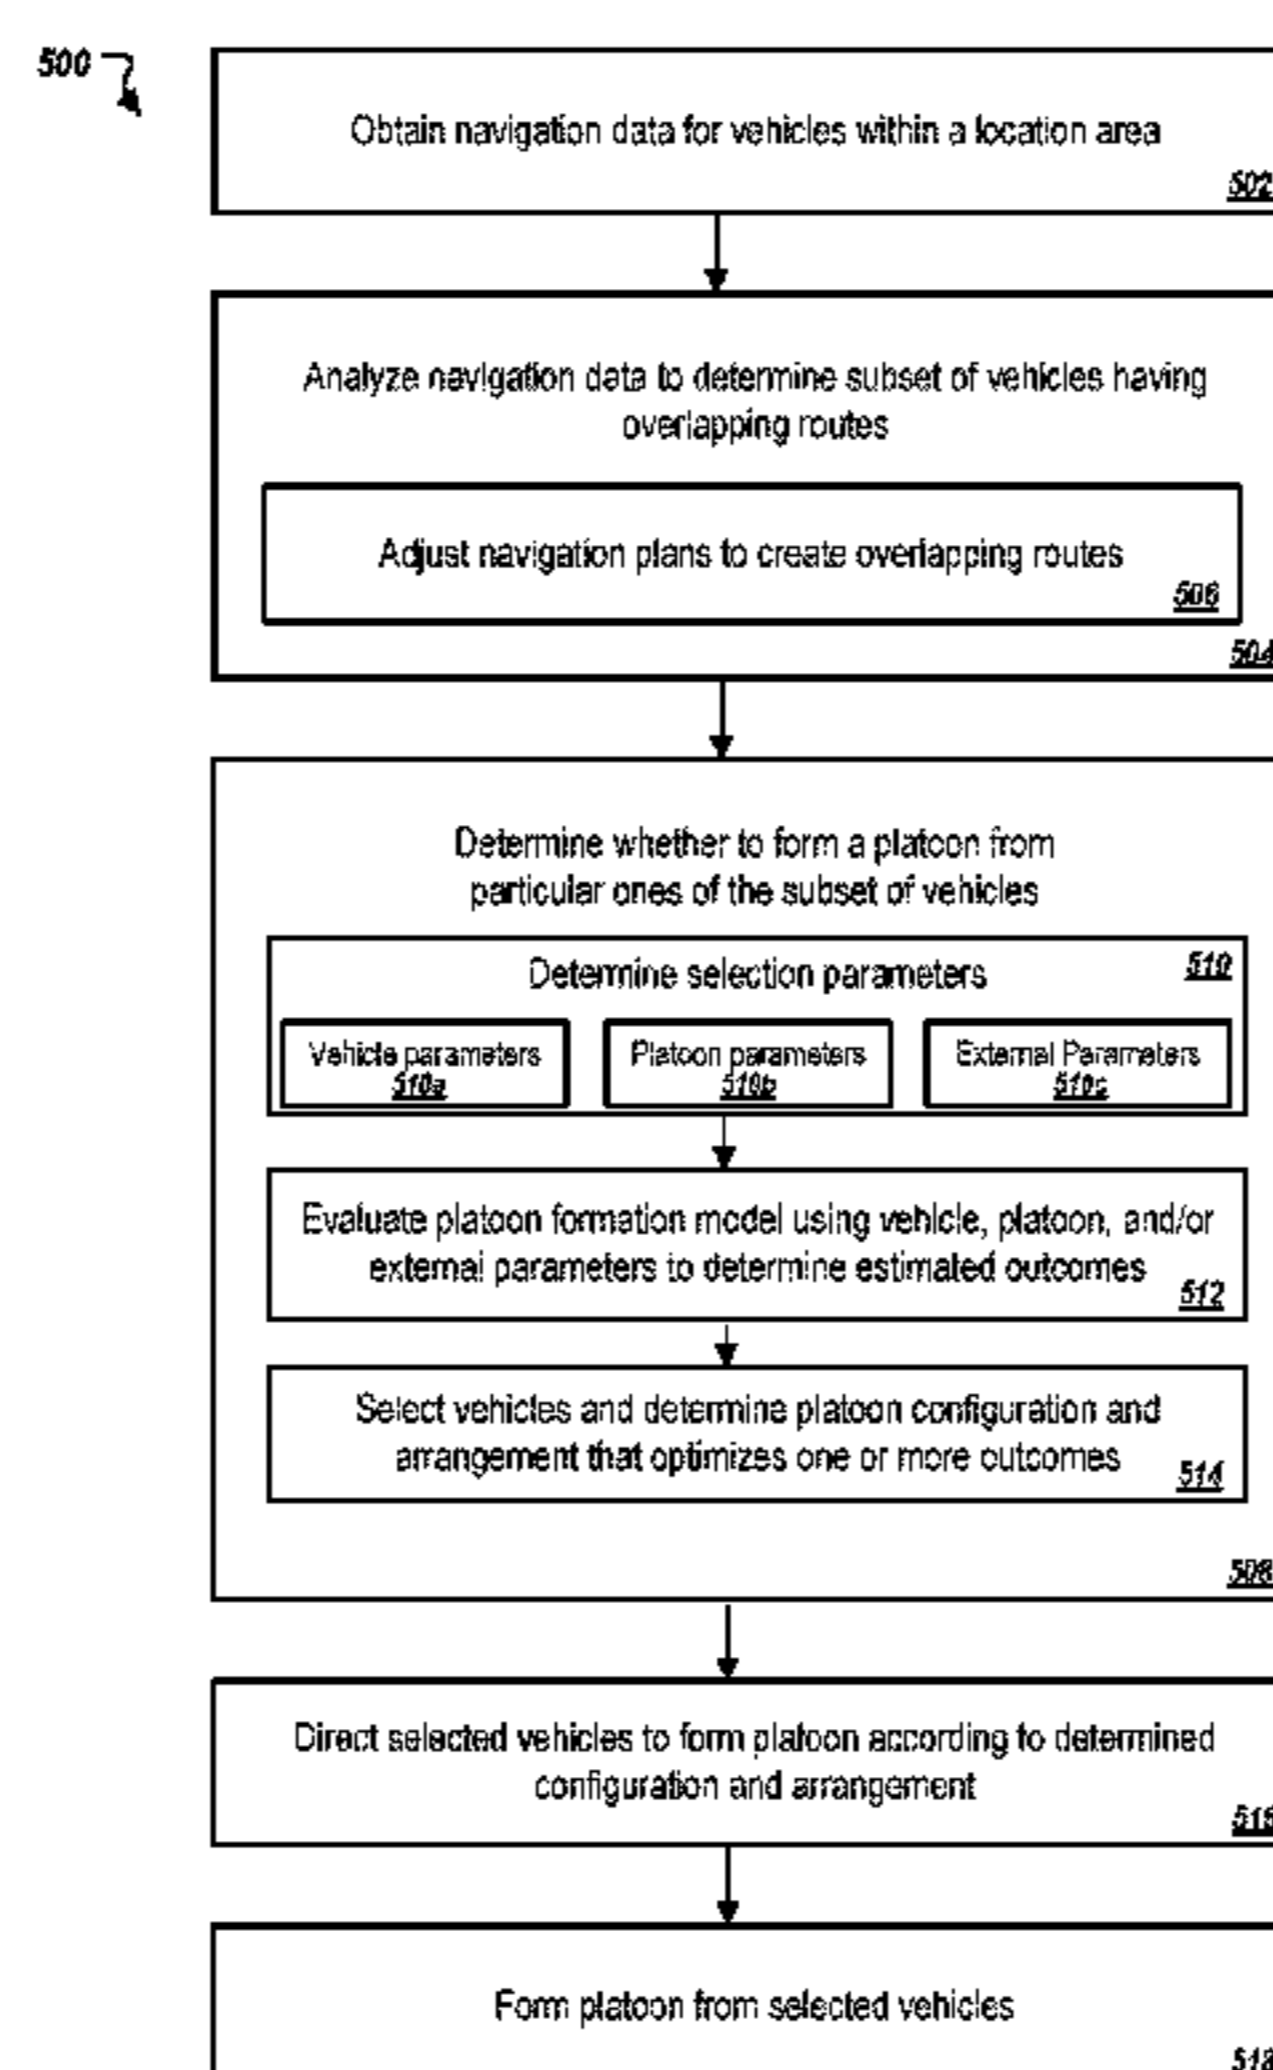 500
Obtain navigation data for vehicles within a location area
502
Analyze navigation data to determine subset of vehicles having
overlapping routes
Adjust navigation plans to create overlapping routes
506
504
Determine whether to form a platoon from
particular ones of the subset of vehicles
Determine selection parameters
510
Vehicle parameters
510a
Platoon parameters
510b
External Parameters
510c
Evaluate platoon formation model using vehicle, platoon, and/or
external parameters to determine estimated outcomes
512
Select vehicles and determine platoon configuration and
arrangement that optimizes one or more outcomes
514
508
Direct selected vehicles to form platoon according to determined
configuration and arrangement
516
Form platoon from selected vehicles
518